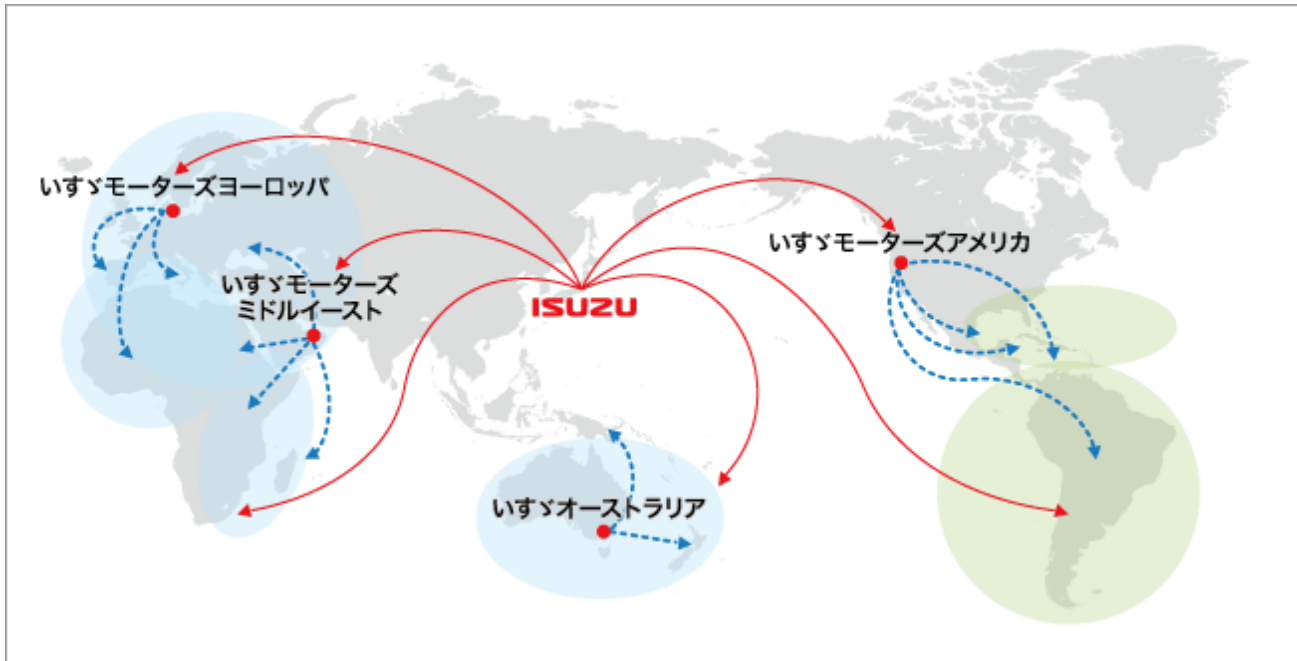 いすゞモーターズヨーロッパ
いすゞモーターズアメリカ
いすゞモーターズ
ミドルイースト
ISUZU
いすゞオーストラリア